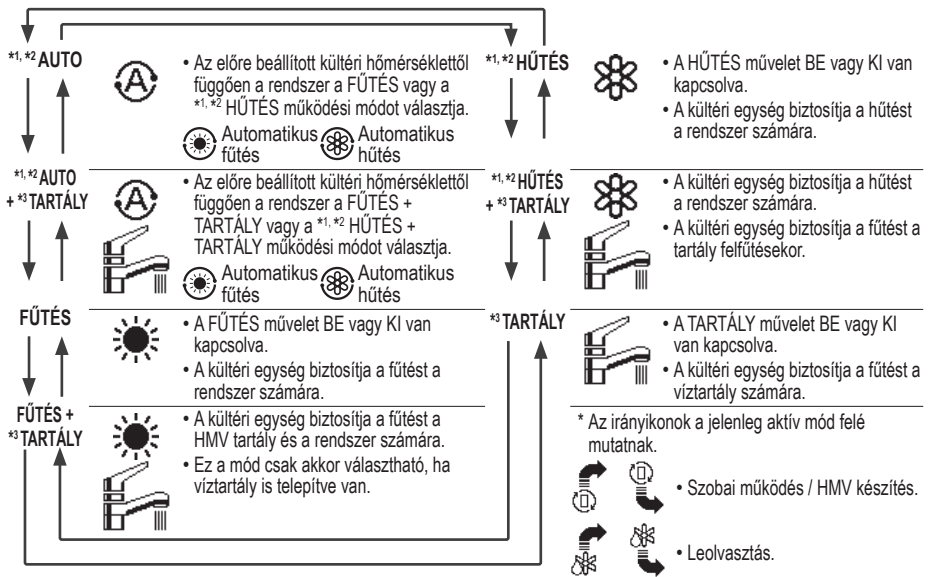 *1, *2 AUTO
• Az előre beállított kültéri hőmérséklettől
függően a rendszer a FŰTÉS vagy a
*1, *2 HŰTÉS működési módot választja.
Automatikus
fűtés
Automatikus
hűtés
*1, *2 AUTO
+ *3 TARTÁLY
• Az előre beállított kültéri hőmérséklettől
függően a rendszer a FŰTÉS +
TARTÁLY vagy a *1, *2 HŰTÉS +
TARTÁLY működési módot választja.
Automatikus
fűtés
Automatikus
hűtés
FŰTÉS
• A FŰTÉS művelet BE vagy KI van
kapcsolva.
• A kültéri egység biztosítja a fűtést a
rendszer számára.
FŰTÉS +
*3 TARTÁLY
• A kültéri egység biztosítja a fűtést a
HMV tartály és a rendszer számára.
• Ez a mód csak akkor választható, ha
víztartály is telepítve van.
*1, *2 HŰTÉS
• A HŰTÉS művelet BE vagy KI van
kapcsolva.
• A kültéri egység biztosítja a hűtést
a rendszer számára.
*1, *2 HŰTÉS
+ *3 TARTÁLY
• A kültéri egység biztosítja a hűtést
a rendszer számára.
• A kültéri egység biztosítja a fűtést a
tartály felfűtésekor.
*3 TARTÁLY
• A TARTÁLY művelet BE vagy KI
van kapcsolva.
• A kültéri egység biztosítja a fűtést a
víztartály számára.
* Az irányikonok a jelenleg aktív mód felé
mutatnak.
• Szobai működés / HMV készítés.
• Leolvasztás.